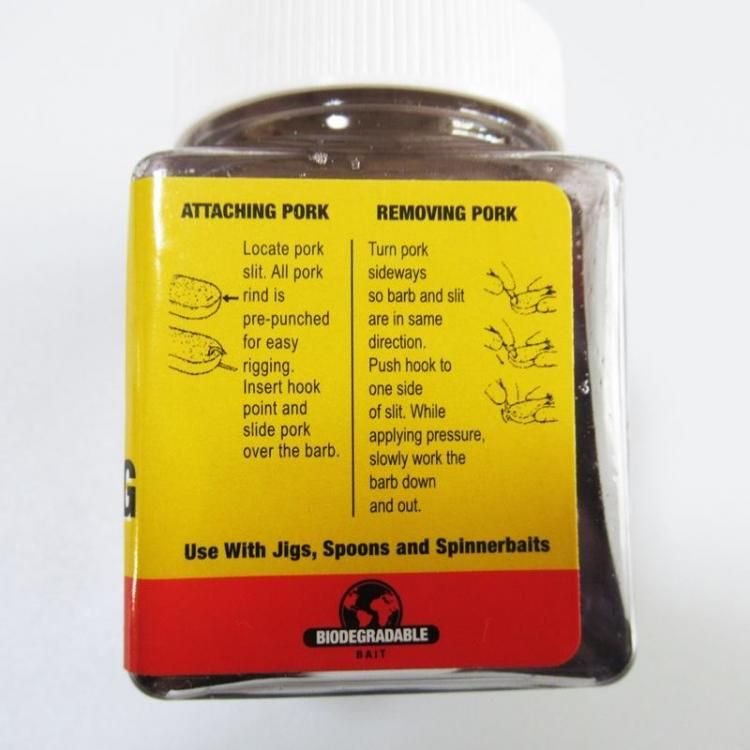 ATTACHING PORK
Locate pork
slit. All pork
rind is
pre-punched
for easy
rigging.
Insert hook
point and
slide pork
over the barb.
REMOVING PORK
Turn pork
sideways
so barb and slit
are in same
direction.
Push hook to
one side
of slit. While
applying pressure,
slowly work the
barb down
and out.
G
Use With Jigs, Spoons and Spinnerbaits
BIODEGRADABLE
BAIT